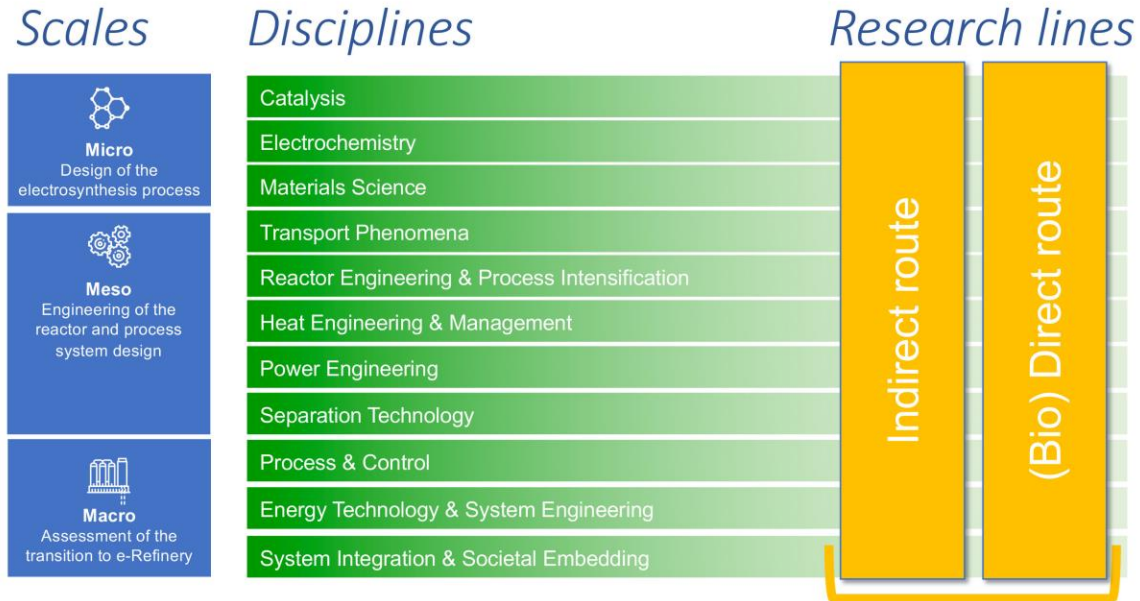 Scales
Disciplines
Research lines
Micro
Design of the
electrosynthesis process
Meso
Engineering of the
reactor and process
system design
Macro
Assessment of the
transition to e-Refinery
Catalysis
Electrochemistry
Materials Science
Transport Phenomena
Reactor Engineering & Process Intensification
Heat Engineering & Management
Power Engineering
Separation Technology
Process & Control
Energy Technology & System Engineering
System Integration & Societal Embedding
Indirect route
(Bio) Direct route